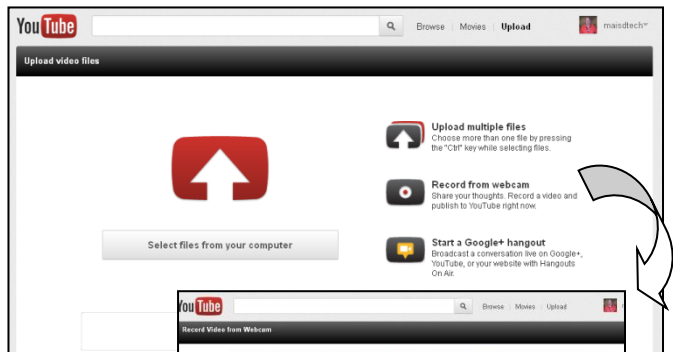 YouTube
Browse Movies Upload maisdtech
Upload video files
Upload multiple files
Choose more than one file by pressing
the "Ctrl" key while selecting files.
Record from webcam
Share your thoughts. Record a video and
publish to YouTube right now.
Select files from your computer
Start a Google+ hangout
Broadcast a conversation live on Google+,
YouTube, or your website with Hangouts
On Air.
YouTube
Browse Movies Upload
Record Video from Webcam